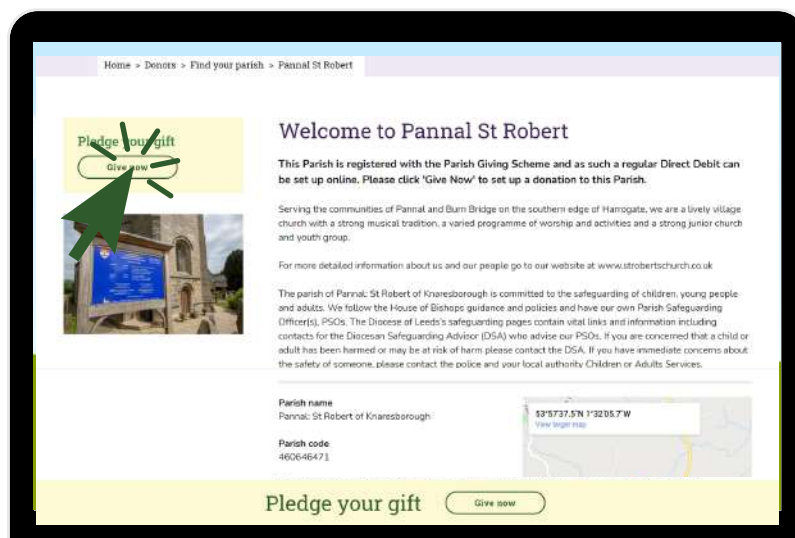 Home > Donors > Find your parish > Pannal St Robert
Pledge your gift
Give now
Welcome to Pannal St Robert
This Parish is registered with the Parish Giving Scheme and as such a regular Direct Debit can
be set up online. Please click 'Give Now' to set up a donation to this Parish.
Serving the communities of Pannal and Burn Bridge on the southern edge of Harrogate, we are a lively village
church with a strong musical tradition, a varied programme of worship and activities and a strong junior church
and youth group.
For more detailed information about us and our people go to our website at www.strobertschurch.co.uk
The parish of Pannal: St Robert of Knaresborough is committed to the safeguarding of children, young people
and adults. We follow the House of Bishops guidance and policies and have our own Parish Safeguarding
Officer(s), PSOs. The Diocese of Leeds's safeguarding pages contain vital links and information including
contacts for the Diocesan Safeguarding Advisor (DSA) who advise our PSOs. If you are concerned that a child or
adult has been harmed or may be at risk of harm please contact the DSA. If you have immediate concerns about
the safety of someone, please contact the police and your local authority Children or Adults Services.
Parish name
Pannal: St Robert of Knaresborough
Parish code
460646471
53°57'37.5"N 1°32'05.7"W
View larger map
Pledge your gift
Give now